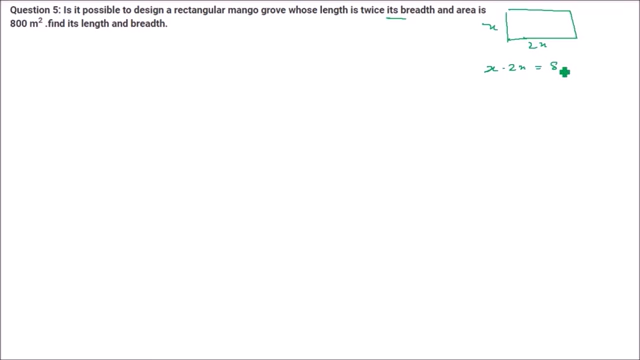 Question 5: Is it possible to design a rectangular mango grove whose length is twice its breadth and area is
800 m² .find its length and breadth.
x
2x
x · 2x = 8